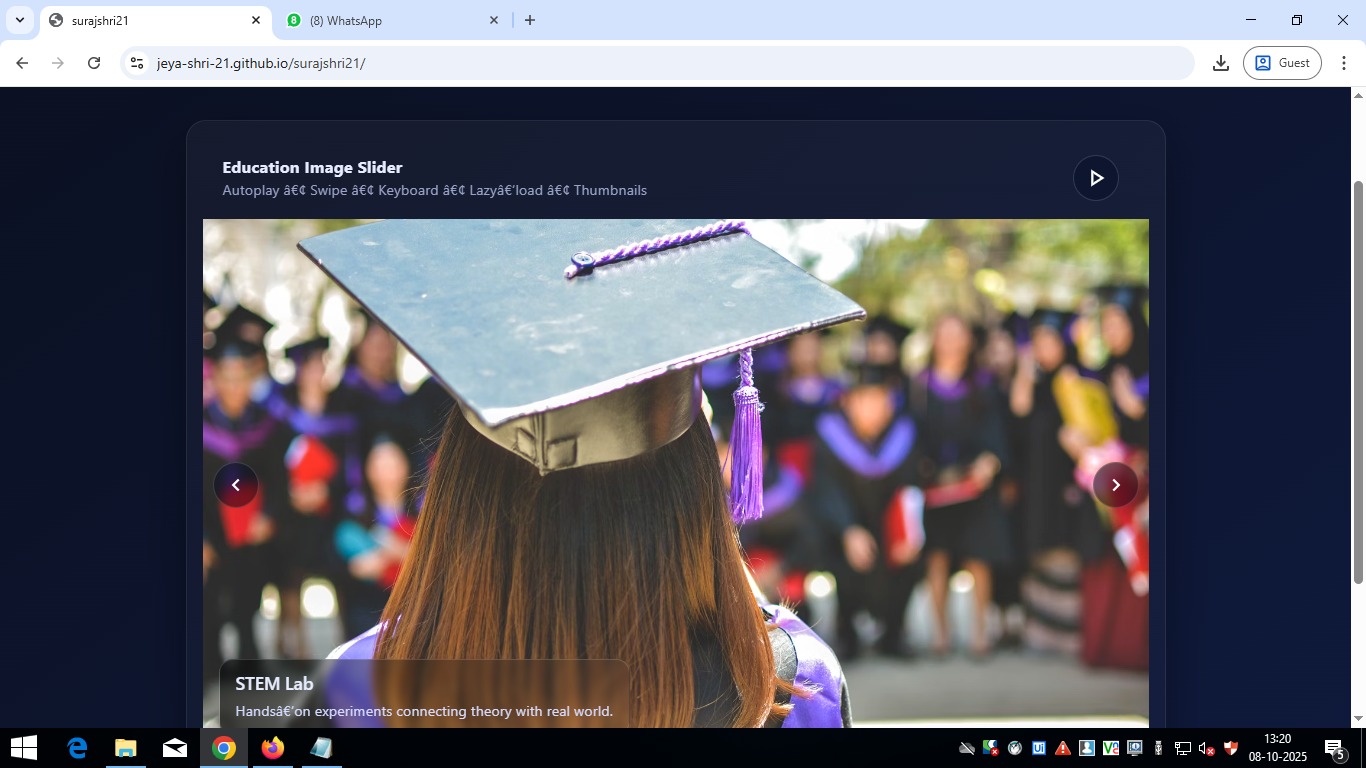 surajshri21
(8) WhatsApp
jeya-shri-21.github.io/surajshri21/
Guest
Education Image Slider
Autoplay â€¢ Swipe â€¢ Keyboard â€¢ Lazyâ€‘load â€¢ Thumbnails
STEM Lab
Handsâ€‘on experiments connecting theory with real world.
13:20
08-10-2025
5